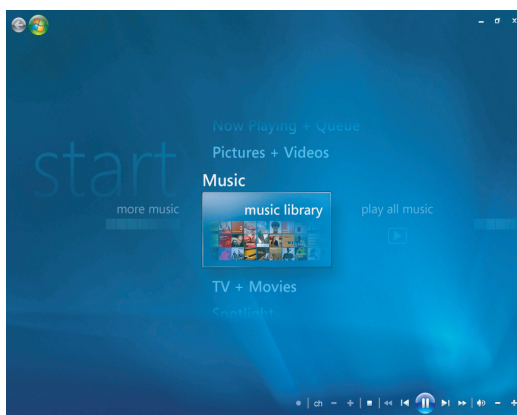 start
Now Playing + Queue
Pictures + Videos
Music
more music
music library
play all music
TV + Movies
Spotlight
ch